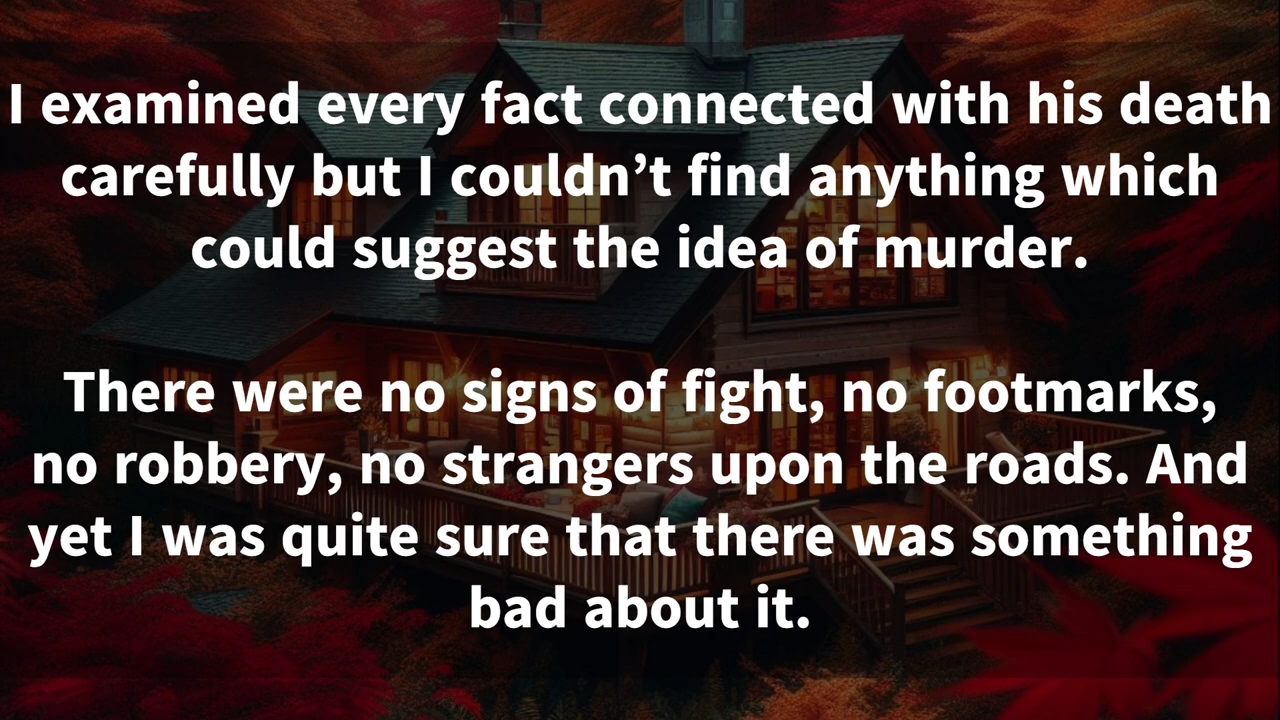 I examined every fact connected with his death
carefully but I couldn’t find anything which
could suggest the idea of murder.
There were no signs of fight, no footmarks,
no robbery, no strangers upon the roads. And
yet I was quite sure that there was something
bad about it.